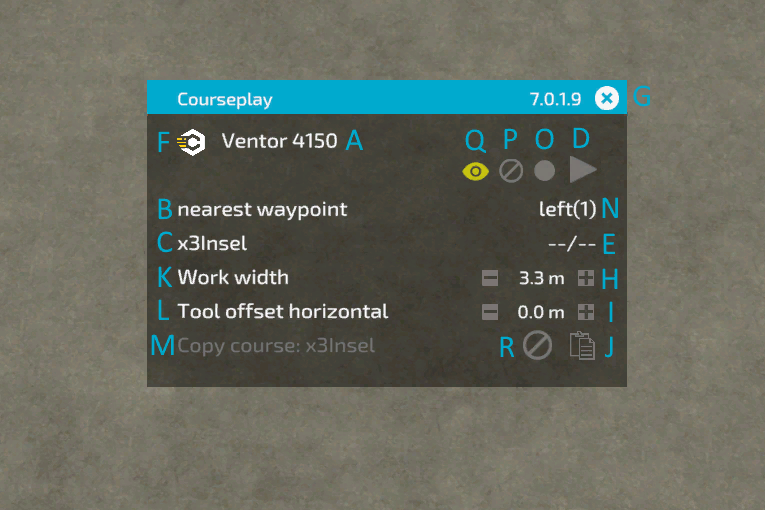 Courseplay 7.0.1.9 G
F Ventor 4150 A Q P O D
B nearest waypoint left(1) N
C x3Insel --/-- E
K Work width 3.3 m H
L Tool offset horizontal 0.0 m I
M Copy course: x3Insel R J